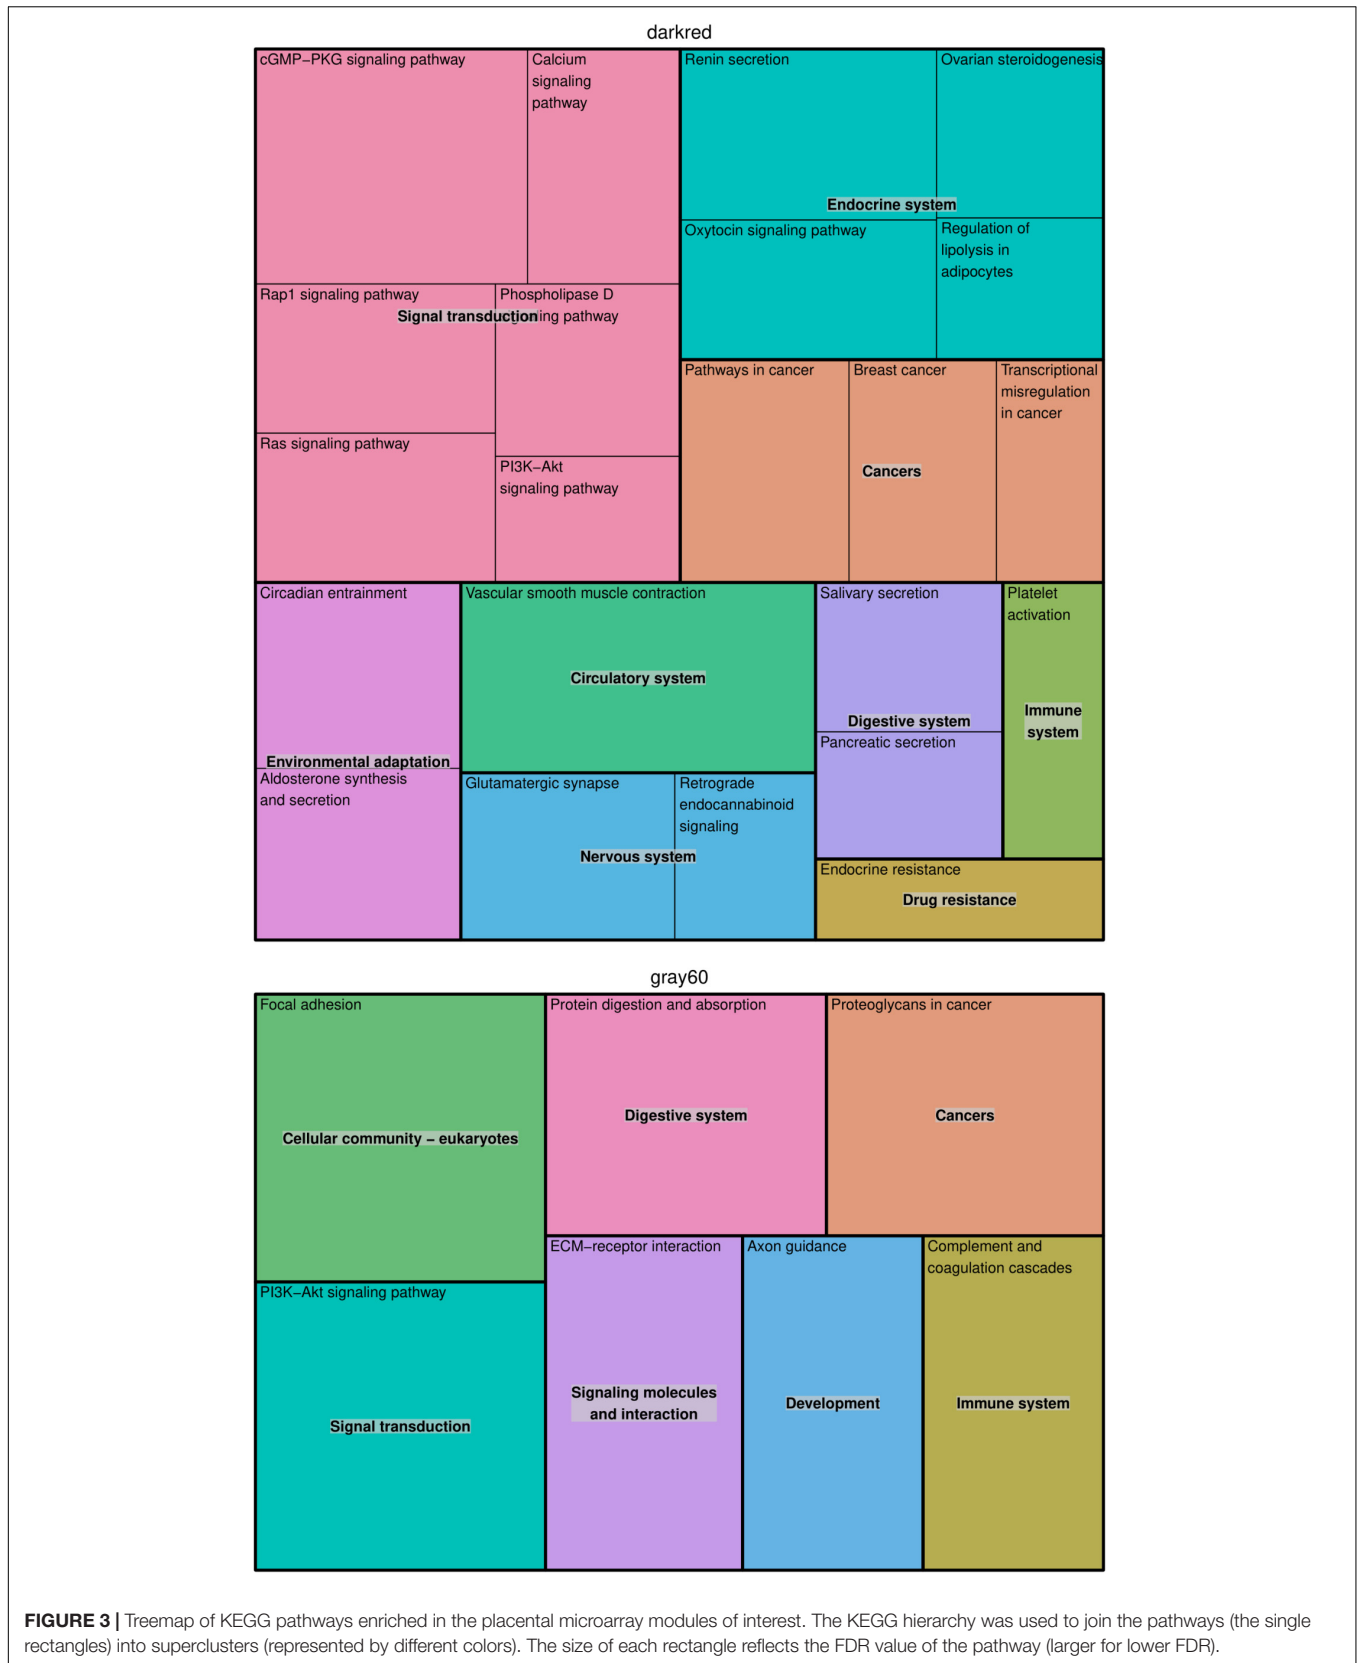 darkred
cGMP−PKG signaling pathway
Calcium
signaling
pathway
Renin secretion
Ovarian steroidogenesis
Endocrine system
Oxytocin signaling pathway
Regulation of
lipolysis in
adipocytes
Rap1 signaling pathway
Phospholipase D
signaling pathway
Signal transduction
Pathways in cancer
Breast cancer
Transcriptional
misregulation
in cancer
Ras signaling pathway
PI3K−Akt
signaling pathway
Cancers
Circadian entrainment
Vascular smooth muscle contraction
Salivary secretion
Platelet
activation
Circulatory system
Immune
system
Digestive system
Pancreatic secretion
Environmental adaptation
Aldosterone synthesis
and secretion
Glutamatergic synapse
Retrograde
endocannabinoid
signaling
Nervous system
Endocrine resistance
Drug resistance
gray60
Focal adhesion
Protein digestion and absorption
Proteoglycans in cancer
Digestive system
Cancers
Cellular community − eukaryotes
ECM−receptor interaction
Axon guidance
Complement and
coagulation cascades
PI3K−Akt signaling pathway
Signaling molecules
and interaction
Development
Immune system
Signal transduction
FIGURE 3 | Treemap of KEGG pathways enriched in the placental microarray modules of interest. The KEGG hierarchy was used to join the pathways (the single
rectangles) into superclusters (represented by different colors). The size of each rectangle reflects the FDR value of the pathway (larger for lower FDR).